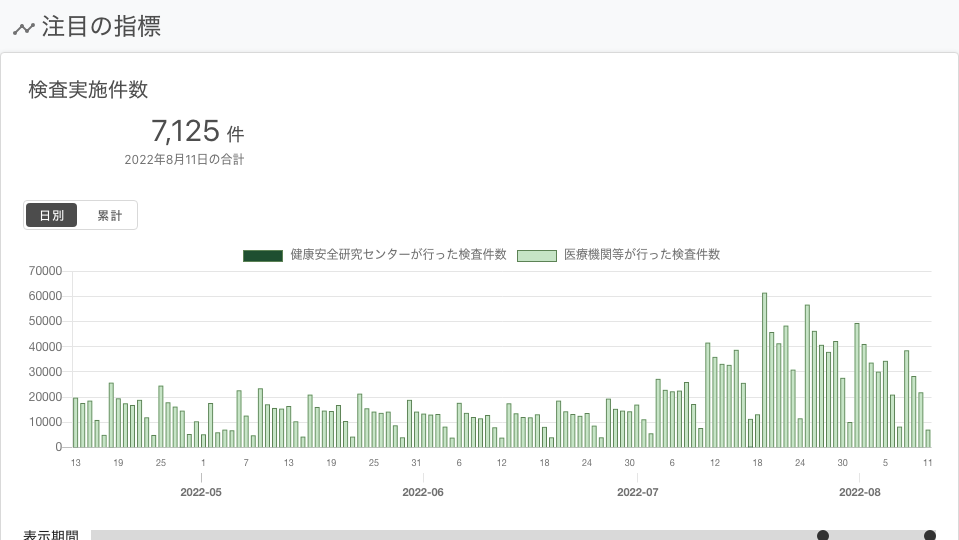 注目の指標
検査実施件数
7,125 件
2022年8月11日の合計
日別 累計
健康安全研究センターが行った検査件数 医療機関等が行った検査件数
70000
60000
50000
40000
30000
20000
10000
0
13 19 25 1 7 13 19 25 31 6 12 18 24 30 6 12 18 24 30 5 11
2022-05 2022-06 2022-07 2022-08
表示期間